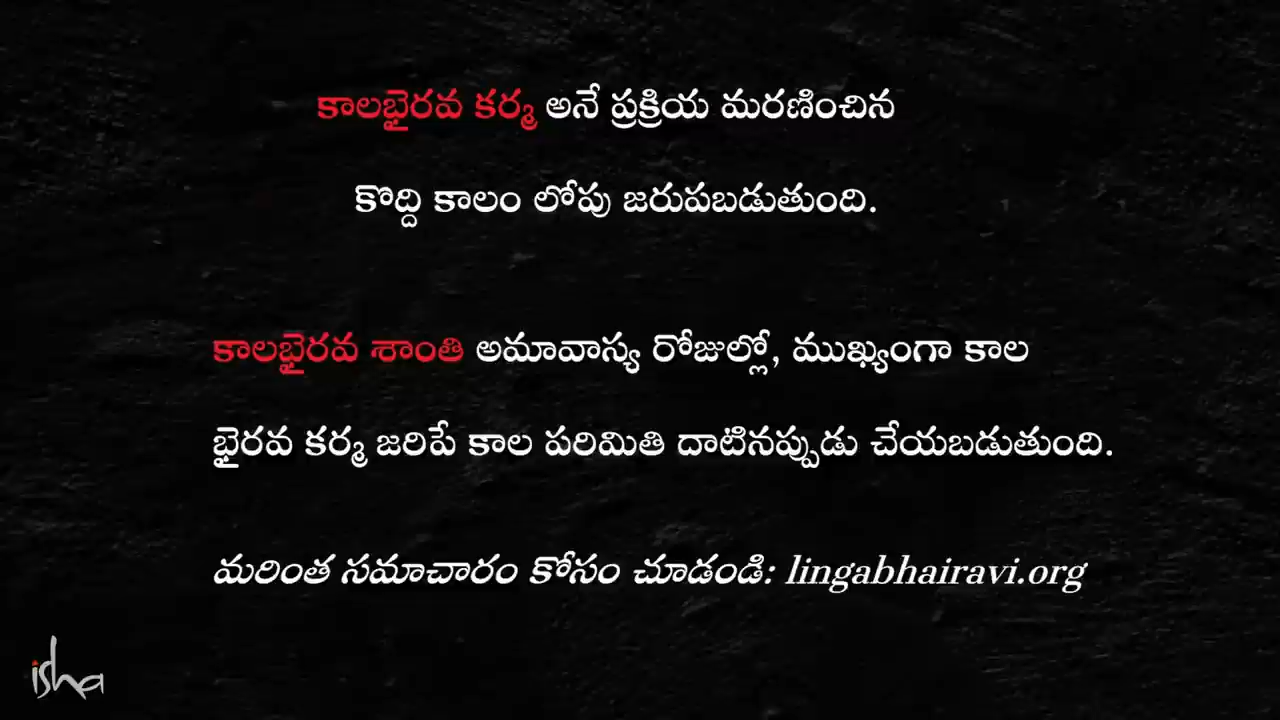 కాలభైరవ కర్మ అనే ప్రక్రియ మరణించిన
కొద్ది కాలం లోపు జరుపబడుతుంది.
కాలభైరవ శాంతి అమావాస్య రోజుల్లో, ముఖ్యంగా కాల
భైరవ కర్మ జరిపే కాల పరిమితి దాటినప్పుడు చేయబడుతుంది.
మరింత సమాచారం కోసం చూడండి: lingabhairavi.org
isha